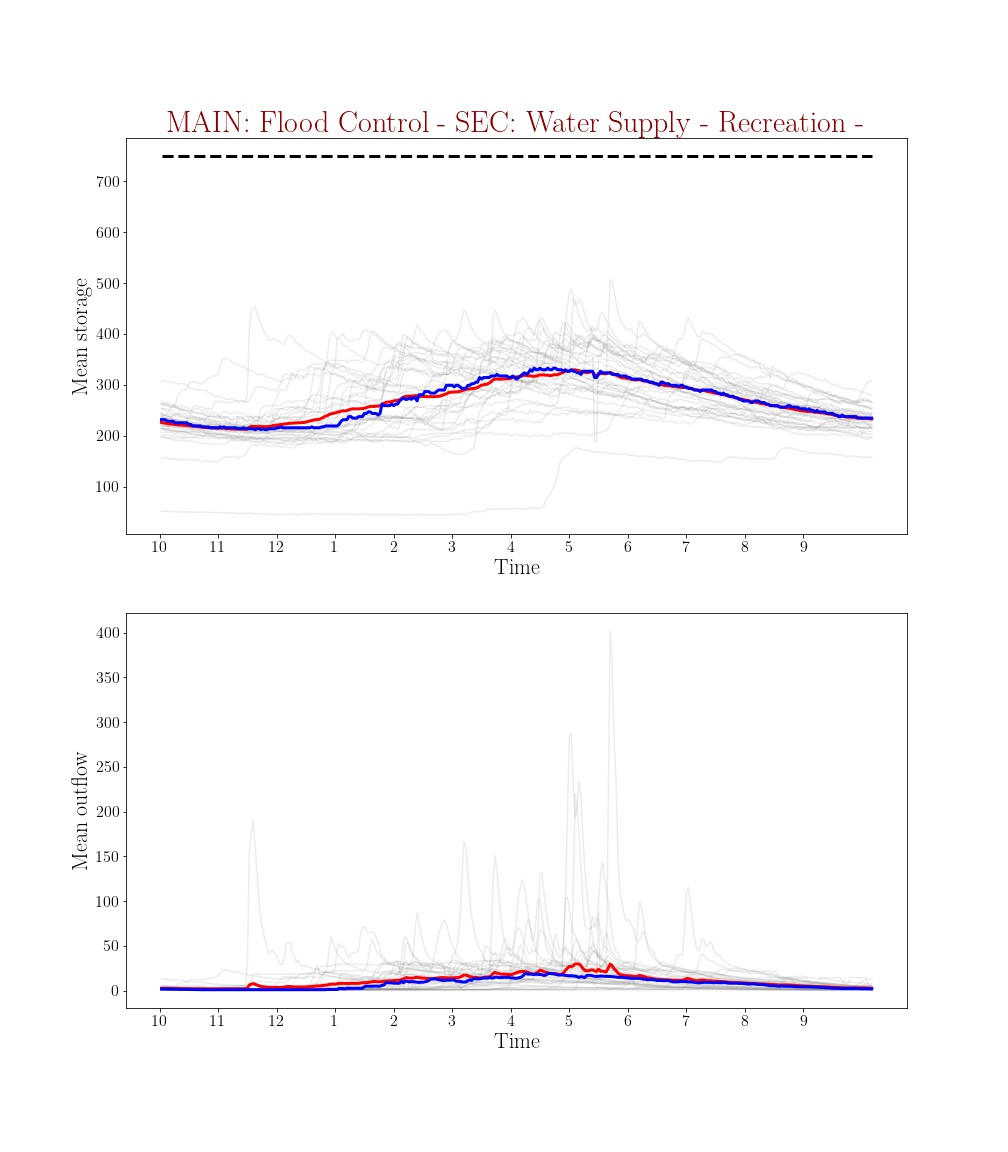 MAIN: Flood Control - SEC: Water Supply - Recreation -
700
600
500
400
300
200
100
Mean storage
10 11 12 1 2 3 4 5 6 7 8 9
Time
400
350
300
250
200
150
100
50
0
Mean outflow
10 11 12 1 2 3 4 5 6 7 8 9
Time